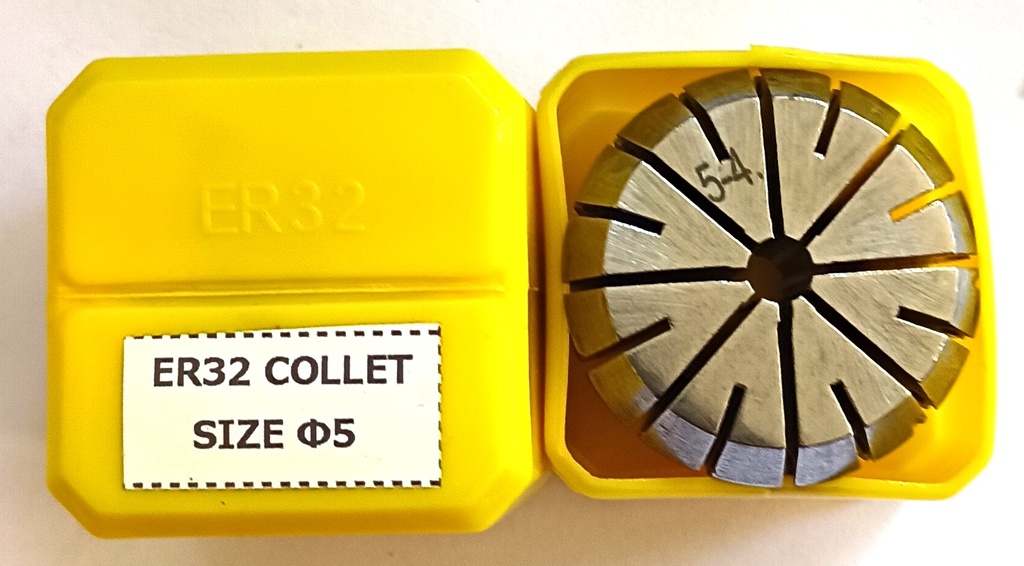 ER32
ER32 COLLET
SIZE Φ5
5-4.